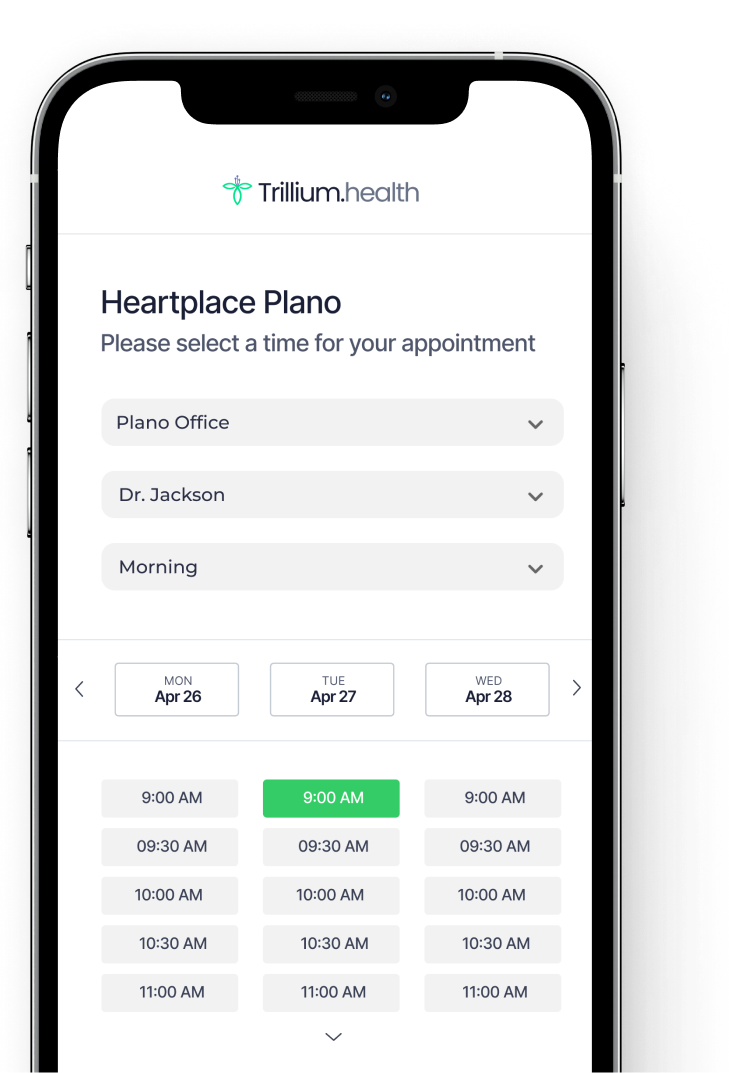 Trillium.health
Heartplace Plano
Please select a time for your appointment
Plano Office
Dr. Jackson
Morning
MON TUE WED
Apr 26 Apr 27 Apr 28
9:00 AM 9:00 AM 9:00 AM
09:30 AM 09:30 AM 09:30 AM
10:00 AM 10:00 AM 10:00 AM
10:30 AM 10:30 AM 10:30 AM
11:00 AM 11:00 AM 11:00 AM